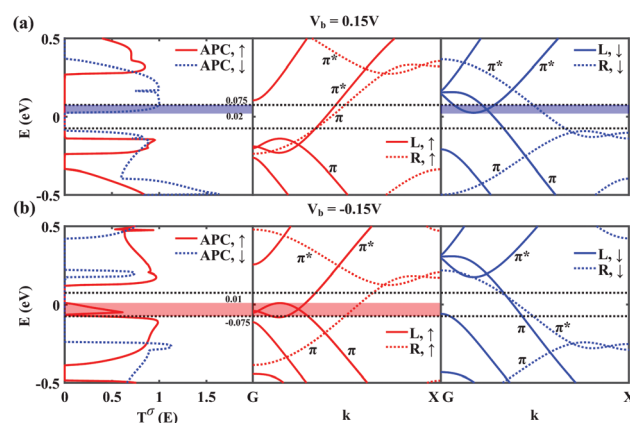 (a)
V_b = 0.15V
0.5
0
-0.5
E (eV)
APC, ↑
APC, ↓
0.075
0.02
π*
π*
π
π
L, ↑
R, ↑
π*
π*
π
π
L, ↓
R, ↓
(b)
V_b = -0.15V
0.5
0
-0.5
E (eV)
APC, ↑
APC, ↓
0.01
-0.075
π*
π*
π
π
L, ↑
R, ↑
π*
π
π*
π
L, ↓
R, ↓
0 0.5 1 1.5
T^σ (E)
G X
k
G X
k